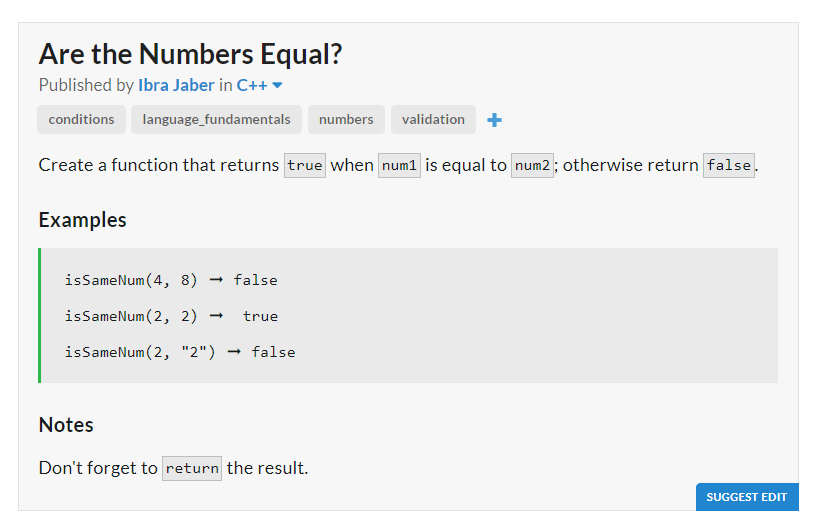 Are the Numbers Equal?
Published by Ibra Jaber in C++
conditions language_fundamentals numbers validation
Create a function that returns true when num1 is equal to num2; otherwise return false.
Examples
isSameNum(4, 8) ➞ false
isSameNum(2, 2) ➞  true
isSameNum(2, "2") ➞ false
Notes
Don't forget to return the result.
SUGGEST EDIT